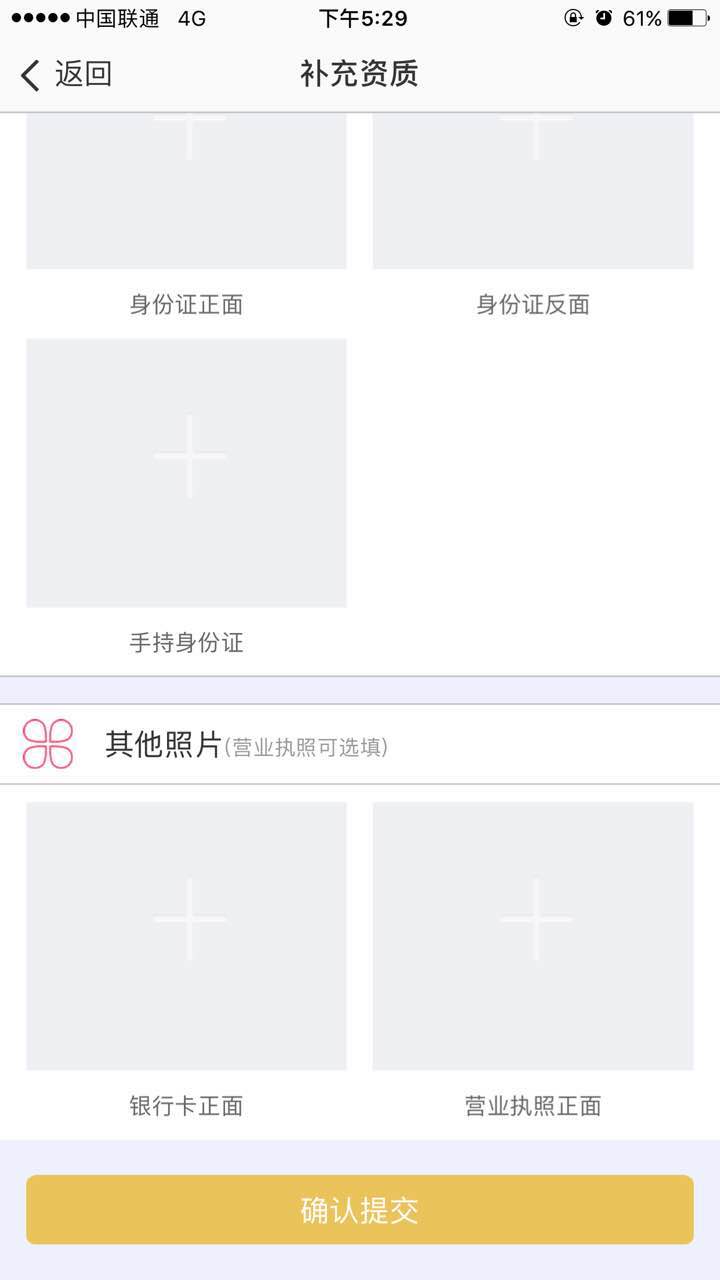 中国联通 4G 下午5:29 61%
返回 补充资质
身份证正面 身份证反面
手持身份证
其他照片(营业执照可选填)
银行卡正面 营业执照正面
确认提交